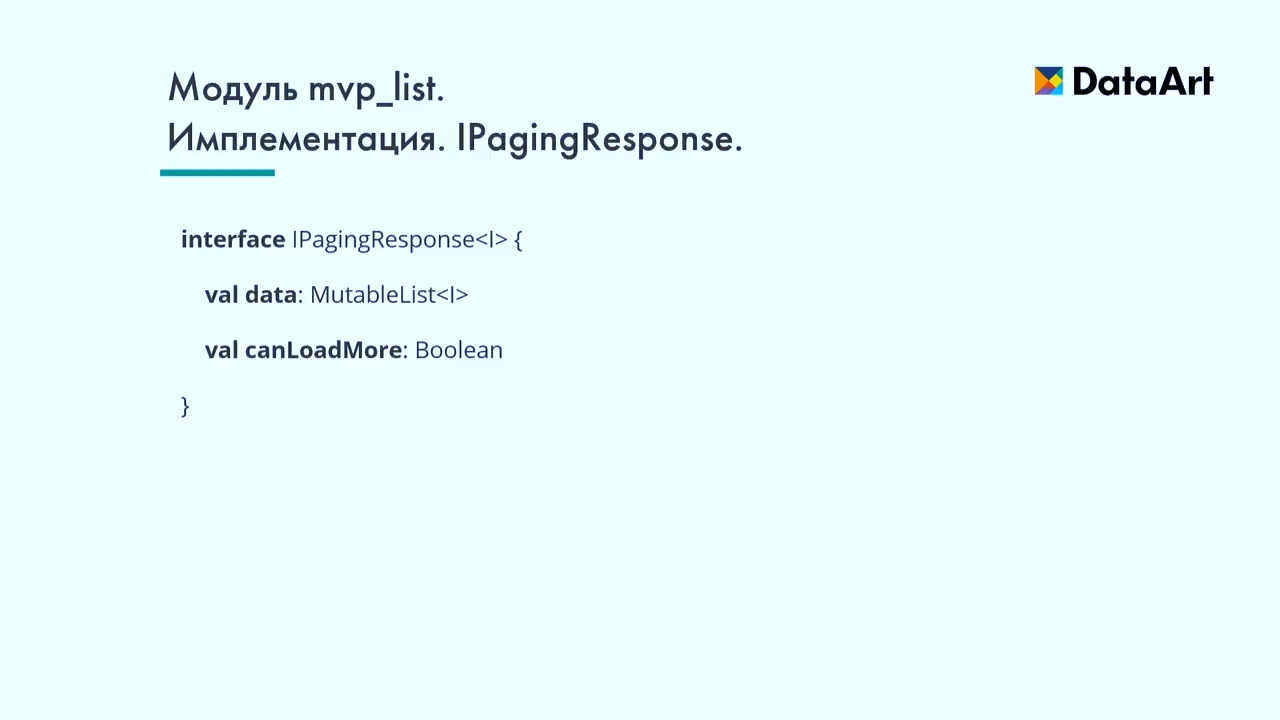 Модуль mvp_list.
DataArt
Имплементация. IPagingResponse.
interface IPagingResponse<I> {
val data: MutableList<I>
val canLoadMore: Boolean
}